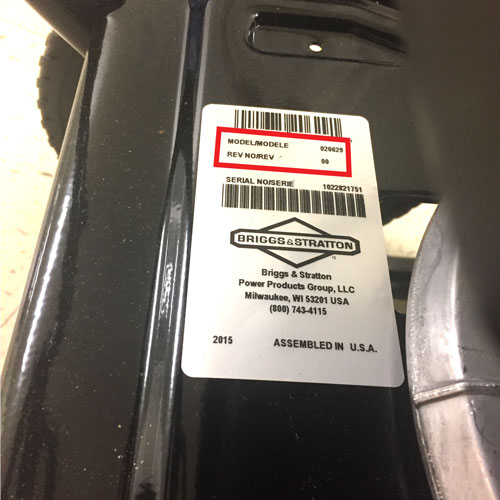 MODEL/MODELE 020629
REV NO/REV 00
SERIAL NO/SERIE 1022821751
BRIGGS&STRATTON
Briggs & Stratton
Power Products Group, LLC
Milwaukee, WI 53201 USA
(800) 743-4115
2015 ASSEMBLED IN U.S.A.